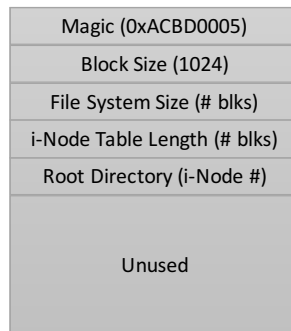 Magic (0xACBD0005)
Block Size (1024)
File System Size (# blks)
i-Node Table Length (# blks)
Root Directory (i-Node #)
Unused